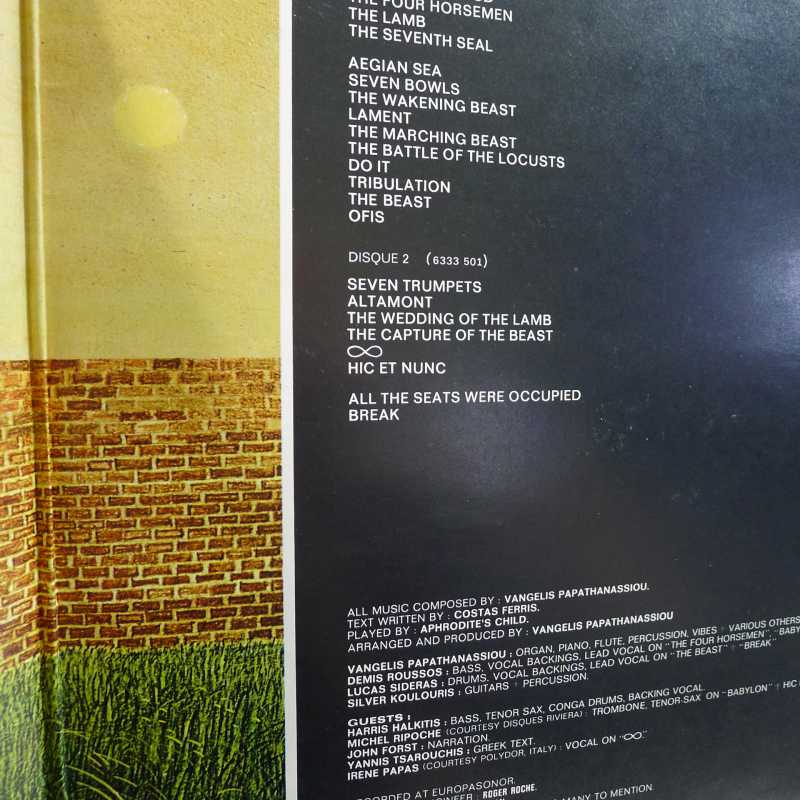 THE FOUR HORSEMEN
THE LAMB
THE SEVENTH SEAL
AEGIAN SEA
SEVEN BOWLS
THE WAKENING BEAST
LAMENT
THE MARCHING BEAST
THE BATTLE OF THE LOCUSTS
DO IT
TRIBULATION
THE BEAST
OFIS
DISQUE 2 (6333 501)
SEVEN TRUMPETS
ALTAMONT
THE WEDDING OF THE LAMB
THE CAPTURE OF THE BEAST
∞
HIC ET NUNC
ALL THE SEATS WERE OCCUPIED
BREAK
ALL MUSIC COMPOSED BY : VANGELIS PAPATHANASSIOU.
TEXT WRITTEN BY : COSTAS FERRIS.
PLAYED BY : APHRODITE'S CHILD.
ARRANGED AND PRODUCED BY : VANGELIS PAPATHANASSIOU
VANGELIS PAPATHANASSIOU : ORGAN, PIANO, FLUTE, PERCUSSION, VIBES + VARIOUS OTHERS
DEMIS ROUSSOS : BASS, VOCAL BACKINGS, LEAD VOCAL ON "THE FOUR HORSEMEN",
LUCAS SIDERAS : DRUMS, VOCAL BACKINGS, LEAD VOCAL ON "THE BEAST" + "BREAK"
SILVER KOULOURIS : GUITARS + PERCUSSION.
GUESTS :
HARRIS HALKITIS : BASS, TENOR SAX, CONGA DRUMS, BACKING VOCAL
MICHEL RIPOCHE (COURTESY DISQUES RIVIERA) : TROMBONE, TENOR-SAX ON "BABYLON" + HIC
JOHN FORST : NARRATION.
YANNIS TSAROUCHIS : GREEK TEXT.
IRENE PAPAS (COURTESY POLYDOR, ITALY) : VOCAL ON "∞"
AT EUROPASONOR.
: ROGER ROCHE.
MANY TO MENTION.